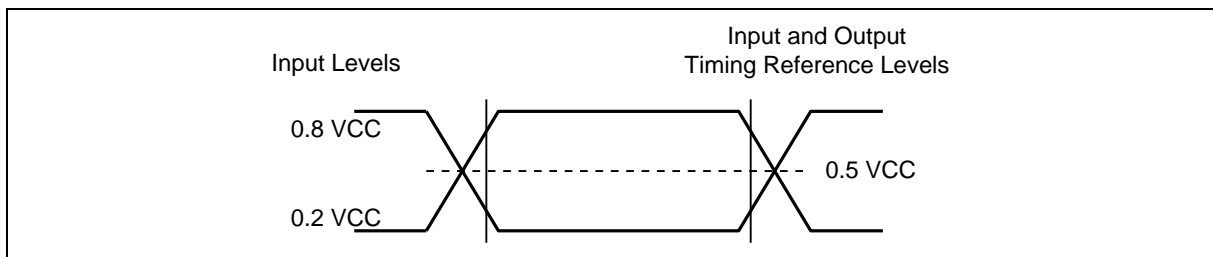 Input Levels
Input and Output
Timing Reference Levels
0.8 VCC
0.5 VCC
0.2 VCC